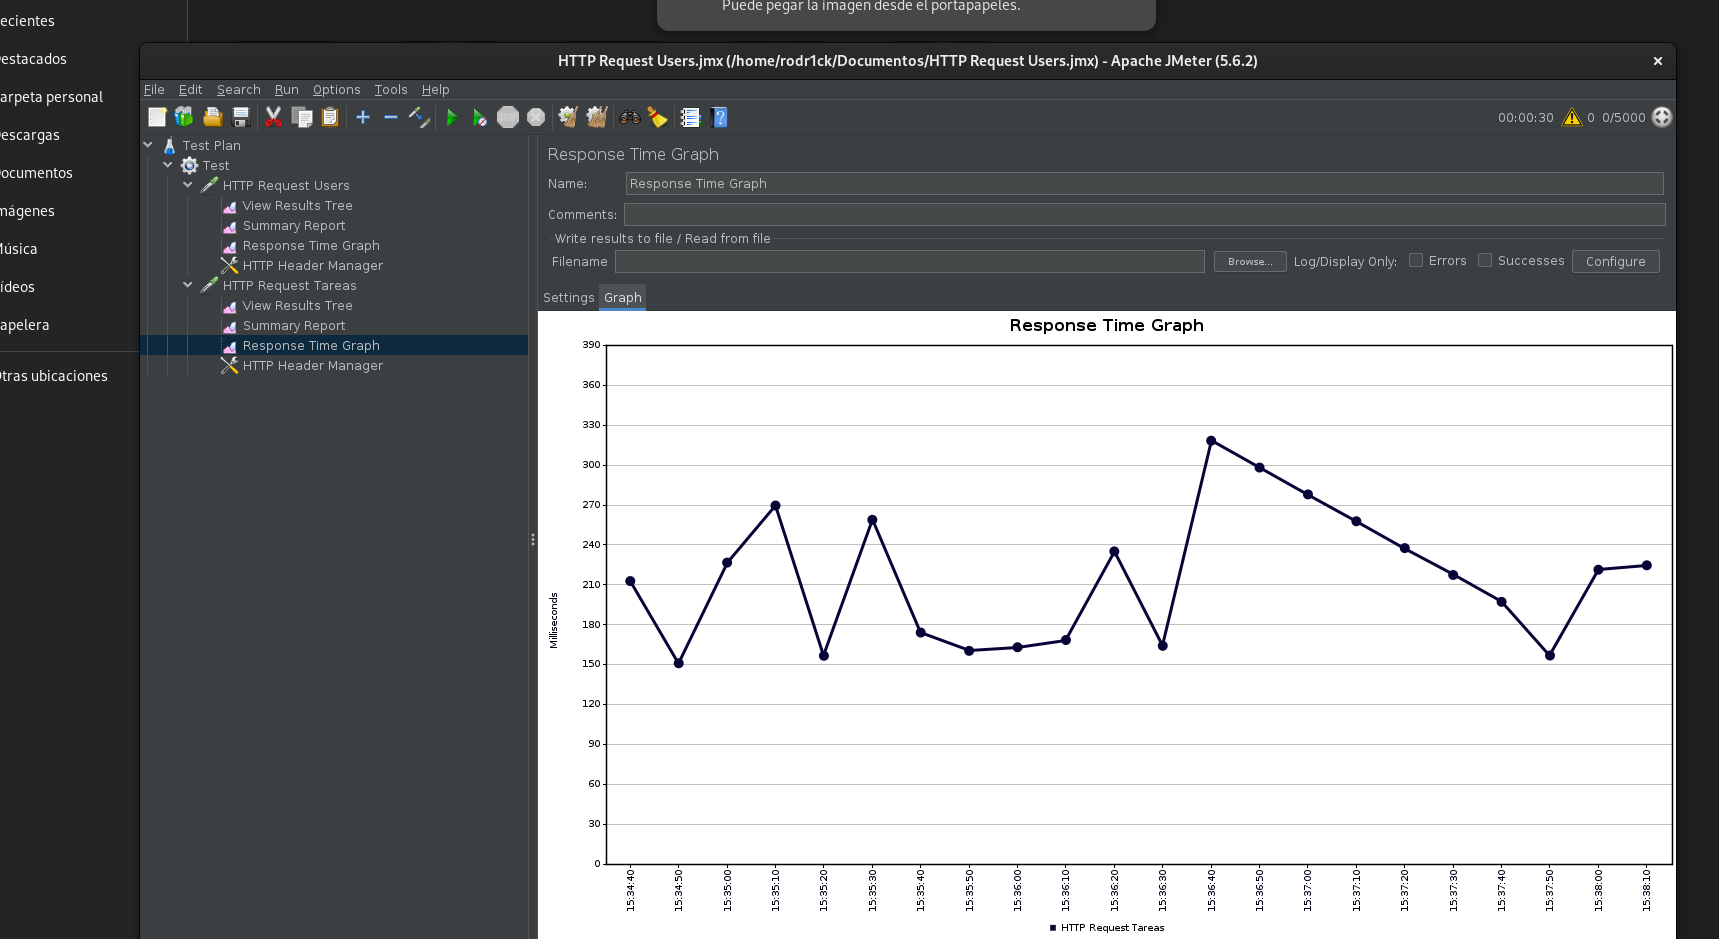 Puede pegar la imagen desde el portapapeles.
ecientes
estacados
arpeta personal
escargas
ocumentos
mágenes
úsica
ídeos
apelera
tras ubicaciones
HTTP Request Users.jmx (/home/rodr1ck/Documentos/HTTP Request Users.jmx) - Apache JMeter (5.6.2)
File Edit Search Run Options Tools Help
00:00:30 0 0/5000
Test Plan
Test
HTTP Request Users
View Results Tree
Summary Report
Response Time Graph
HTTP Header Manager
HTTP Request Tareas
View Results Tree
Summary Report
Response Time Graph
HTTP Header Manager
Response Time Graph
Name: Response Time Graph
Comments:
Write results to file / Read from file
Filename Browse... Log/Display Only: Errors Successes Configure
Settings Graph
Response Time Graph
390
360
330
300
270
240
210
180
150
120
90
60
30
0
Milliseconds
15:34:40 15:34:50 15:35:00 15:35:10 15:35:20 15:35:30 15:35:40 15:35:50 15:36:00 15:36:10 15:36:20 15:36:30 15:36:40 15:36:50 15:37:00 15:37:10 15:37:20 15:37:30 15:37:40 15:37:50 15:38:00 15:38:10
HTTP Request Tareas